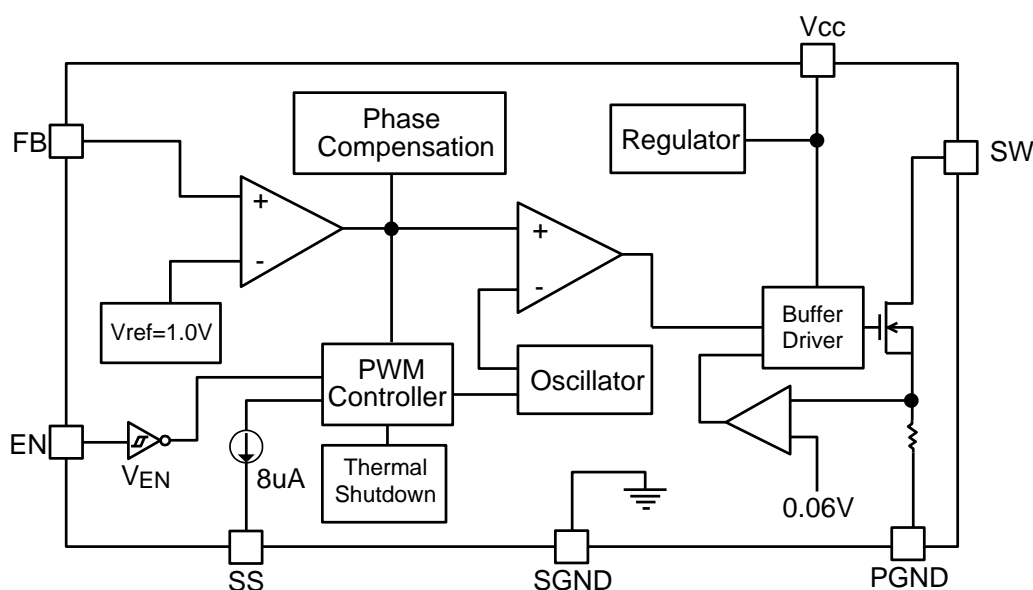 Vcc
FB
Phase
Compensation
Regulator
SW
+
-
+
-
Vref=1.0V
Buffer
Driver
PWM
Controller
Oscillator
EN
VEN
8uA
Thermal
Shutdown
0.06V
SS
SGND
PGND